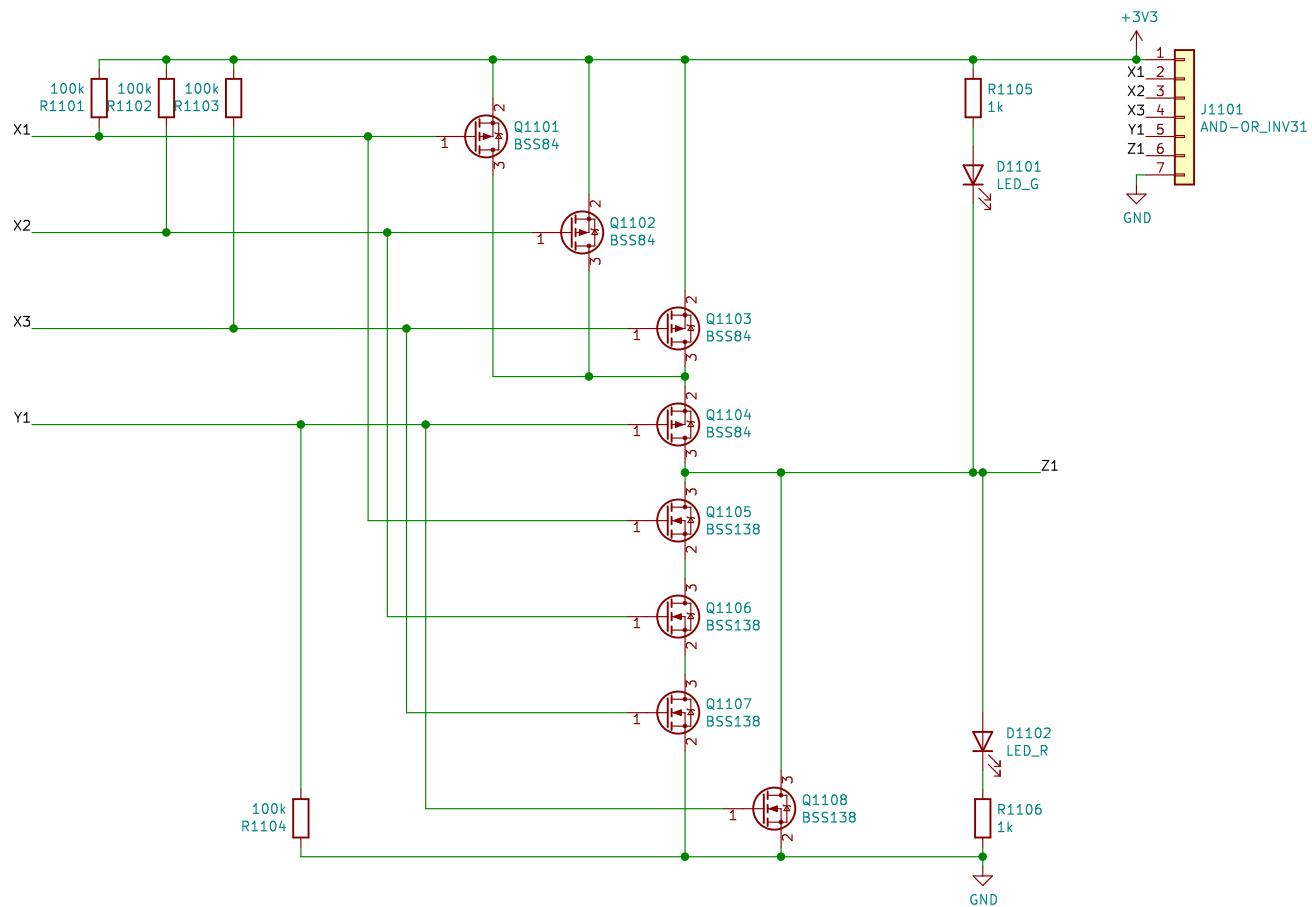 +3V3
1
X1 2
X2 3
X3 4
Y1 5
Z1 6
7
J1101
AND-OR_INV31
GND
100k
R1101
100k
R1102
100k
R1103
X1
1
2
3
Q1101
BSS84
R1105
1k
D1101
LED_G
X2
1
2
3
Q1102
BSS84
X3
1
2
3
Q1103
BSS84
Y1
1
2
3
Q1104
BSS84
Z1
1
3
2
Q1105
BSS138
1
3
2
Q1106
BSS138
1
3
2
Q1107
BSS138
D1102
LED_R
100k
R1104
1
3
2
Q1108
BSS138
R1106
1k
GND